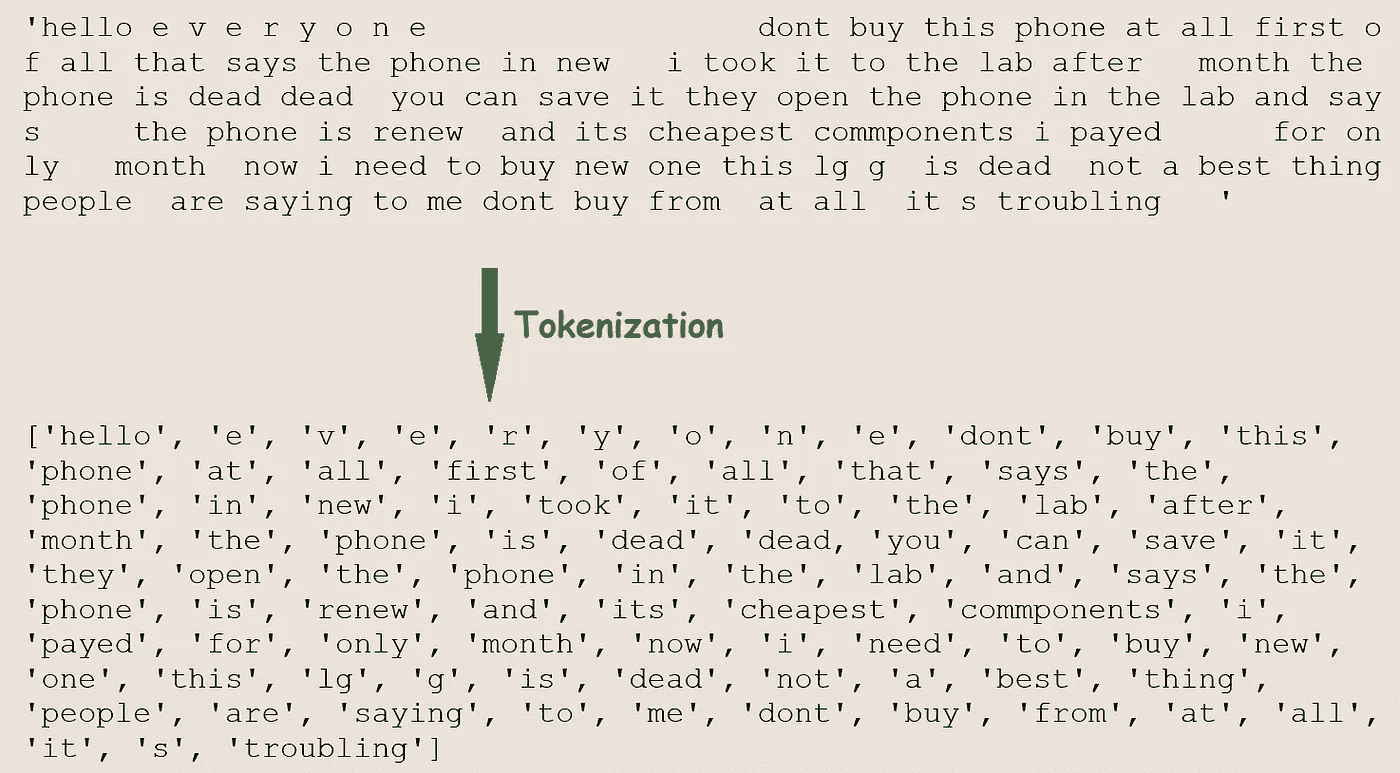 'hello e v e r y o n e                  dont buy this phone at all first o
f all that says the phone in new   i took it to the lab after   month the
phone is dead dead  you can save it they open the phone in the lab and say
s     the phone is renew  and its cheapest commponents i payed      for on
ly   month  now i need to buy new one this lg g  is dead  not a best thing
people  are saying to me dont buy from  at all  it s troubling   '
Tokenization
['hello', 'e', 'v', 'e', 'r', 'y', 'o', 'n', 'e', 'dont', 'buy', 'this',
'phone', 'at', 'all', 'first', 'of', 'all', 'that', 'says', 'the',
'phone', 'in', 'new', 'i', 'took', 'it', 'to', 'the', 'lab', 'after',
'month', 'the', 'phone', 'is', 'dead', 'dead, 'you', 'can', 'save', 'it',
'they', 'open', 'the', 'phone', 'in', 'the', 'lab', 'and', 'says', 'the',
'phone', 'is', 'renew', 'and', 'its', 'cheapest', 'commponents', 'i',
'payed', 'for', 'only', 'month', 'now', 'i', 'need', 'to', 'buy', 'new',
'one', 'this', 'lg', 'g', 'is', 'dead', 'not', 'a', 'best', 'thing',
'people', 'are', 'saying', 'to', 'me', 'dont', 'buy', 'from', 'at', 'all',
'it', 's', 'troubling']